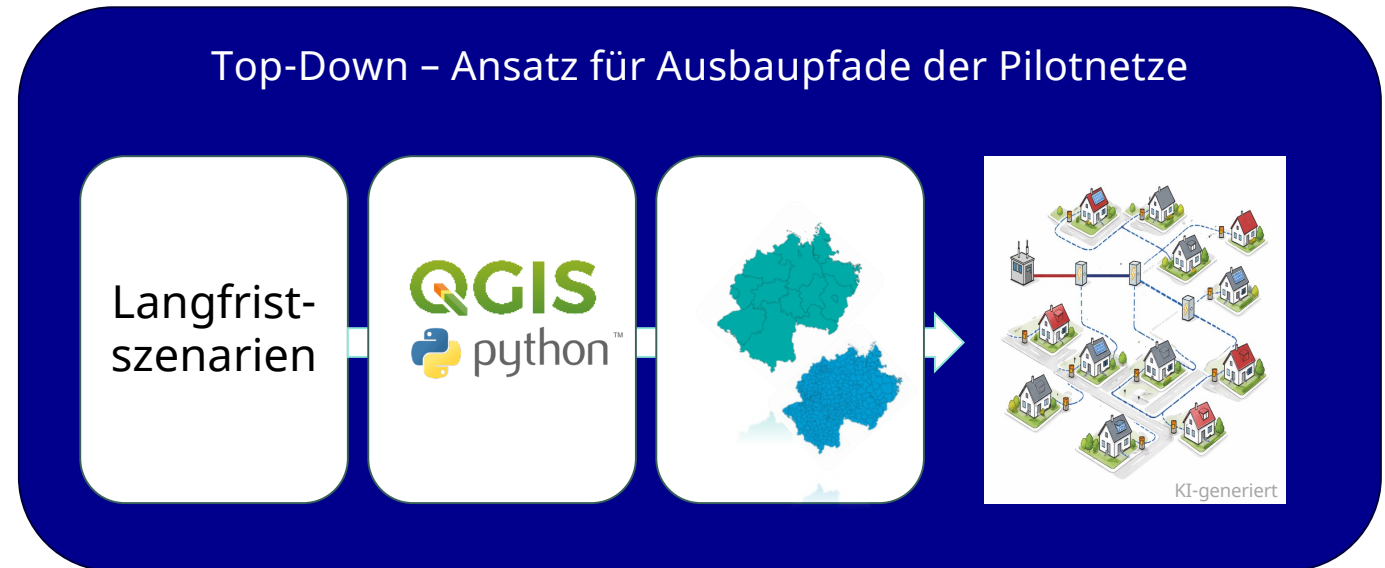 Top-Down – Ansatz für Ausbaupfade der Pilotnetze
Langfrist-
szenarien
QGIS
python™
KI-generiert